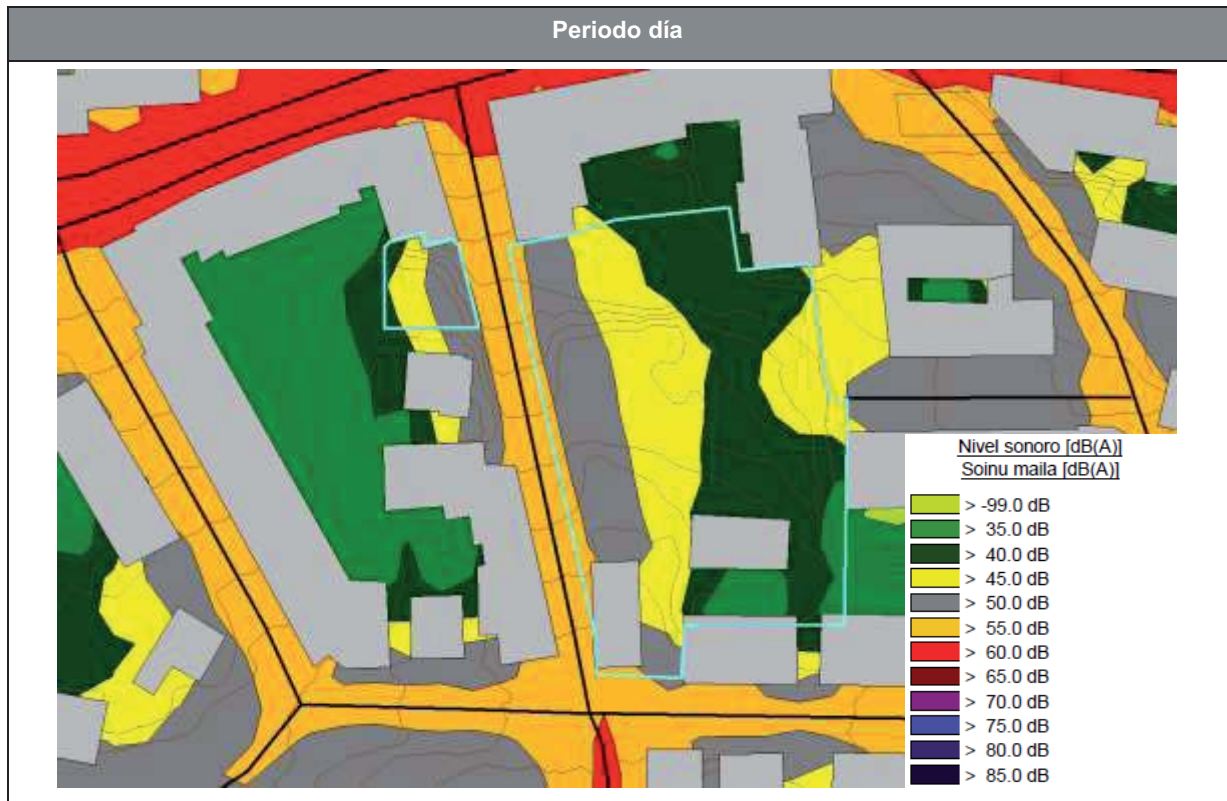 Periodo día
Nivel sonoro [dB(A)]
Soinu maila [dB(A)]
> -99.0 dB
> 35.0 dB
> 40.0 dB
> 45.0 dB
> 50.0 dB
> 55.0 dB
> 60.0 dB
> 65.0 dB
> 70.0 dB
> 75.0 dB
> 80.0 dB
> 85.0 dB